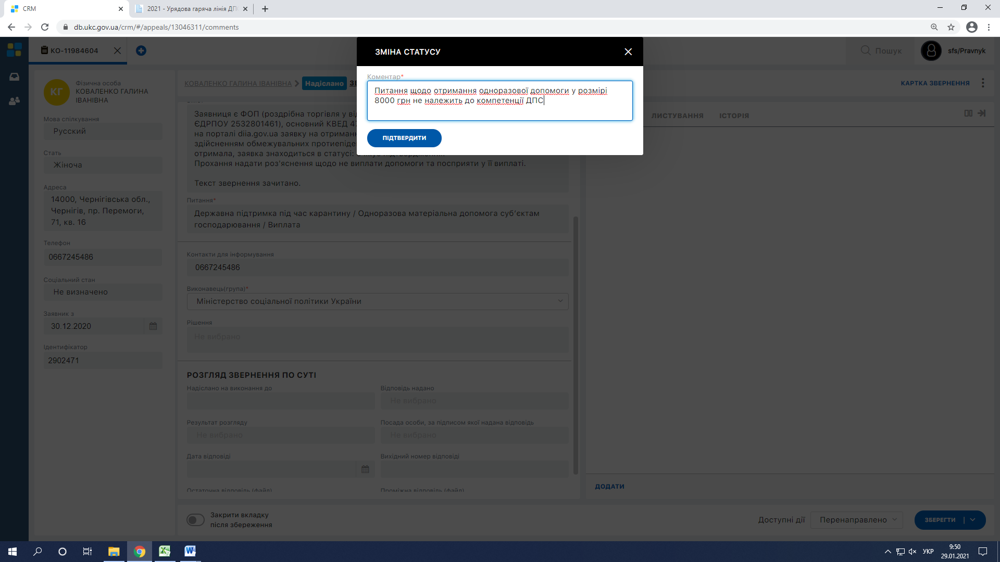 CRM
2021 - Урядова гаряча лінія ДП
db.ukc.gov.ua/crm/#/appeals/13046311/comments
КО-11984604
Пошук
sfs/Pravnyk
КГ
Фізична особа
КОВАЛЕНКО ГАЛИНА
ІВАНІВНА
Мова спілкування
Русский
Стать
Жіноча
Адреса
14000, Чернігівська обл.,
Чернігів, пр. Перемоги,
71, кв. 16
Телефон
0667245486
Соціальний стан
Не визначено
Заявник з
30.12.2020
Ідентифікатор
2902471
КОВАЛЕНКО ГАЛИНА ІВАНІВНА
Надіслано
ЗВ
КАРТКА ЗВЕРНЕННЯ
ЗМІНА СТАТУСУ
Коментар*
Питання щодо отримання одноразової допомоги у розмірі
8000 грн не належить до компетенції ДПС
ПІДТВЕРДИТИ
Заявниця є ФОП (роздрібна торгівля у від
ЄДРПОУ 2532801461), основний КВЕД 47
на порталі diia.gov.ua заявку на отриман
здійсненням обмежувальних протиепіде
отримала, заявка знаходиться в статусі:
Прохання надати роз'яснення щодо не виплати допомоги та посприяти у її виплаті.
Текст звернення зачитано.
Питання*
Державна підтримка під час карантину / Одноразова матеріальна допомога суб'єктам
господарювання / Виплата
Контакти для інформування
0667245486
Виконавець(група)*
Міністерство соціальної політики України
Рішення
Не вибрано
РОЗГЛЯД ЗВЕРНЕННЯ ПО СУТІ
Надіслано на виконання до
Відповідь надано
Не вибрано
Результат розгляду
Не вибрано
Посада особи, за підписом якої надана відповідь
Не вибрано
Дата відповіді
Вихідний номер відповіді
Остаточна відповідь (файл)
Проміжна відповідь (файл)
ЛИСТУВАННЯ
ІСТОРІЯ
ДОДАТИ
Закрити вкладку
після збереження
Доступні дії
Перенаправлено
ЗБЕРЕГТИ
УКР
9:50
29.01.2021